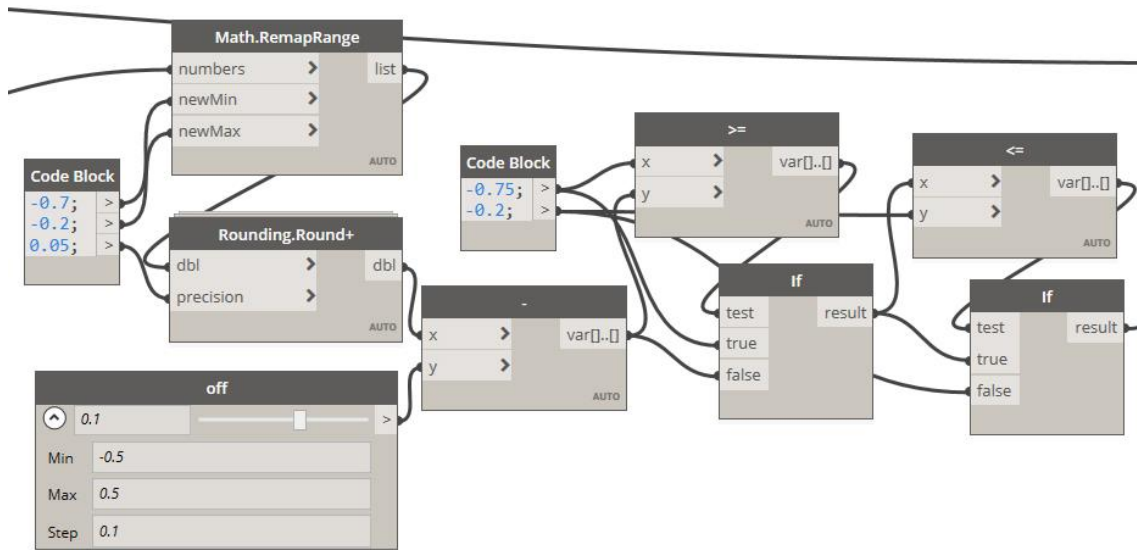 Math.RemapRange
numbers > list
newMin >
newMax >
AUTO
Code Block
-0.7; >
-0.2; >
0.05; >
Rounding.Round+
dbl > dbl
precision >
AUTO
off
0.1 >
Min -0.5
Max 0.5
Step 0.1
-
x > var[]..[]
y >
AUTO
Code Block
-0.75; >
-0.2; >
>=
x > var[]..[]
y >
AUTO
If
test result
true
false
<=
x > var[]..[]
y >
AUTO
If
test result
true
false